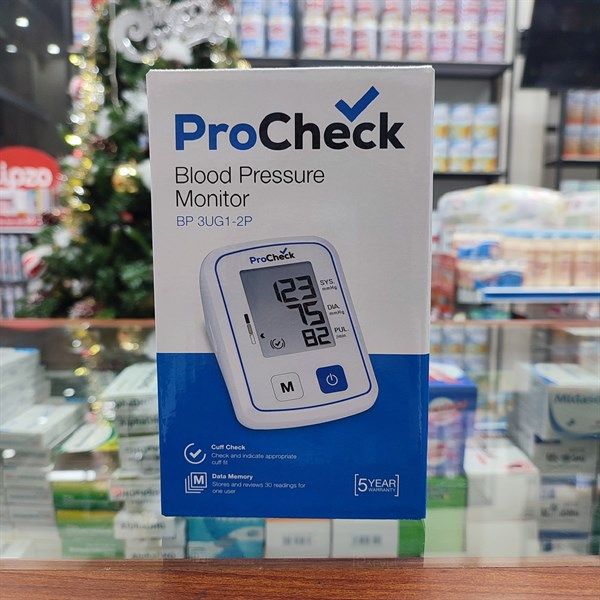 ProCheck
Blood Pressure
Monitor
BP 3UG1-2P
ProCheck
123
SYS.
mmHg
75
DIA.
mmHg
82
PUL.
/min
M
Cuff Check
Check and indicate appropriate
cuff fit
M
Data Memory
Stores and reviews 30 readings for
one user
5 YEAR
WARRANTY
ipzo